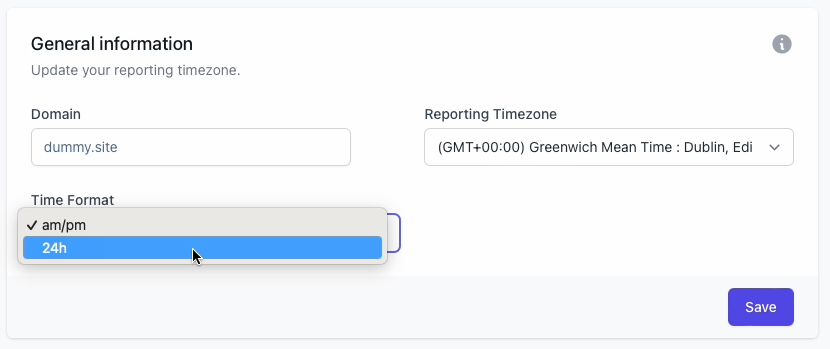 General information
Update your reporting timezone.
Domain
Reporting Timezone
dummy.site
(GMT+00:00) Greenwich Mean Time : Dublin, Edi
Time Format
✓ am/pm
24h
Save